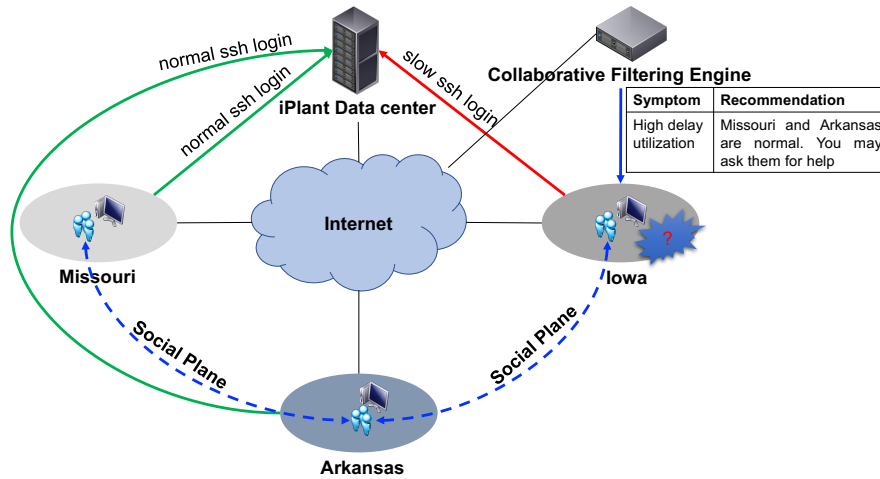 normal ssh login
normal ssh login
slow ssh login
iPlant Data center
Collaborative Filtering Engine
Symptom
Recommendation
High delay
utilization
Missouri and Arkansas
are normal. You may
ask them for help
Internet
?
Missouri
Iowa
Social Plane
Social Plane
Arkansas